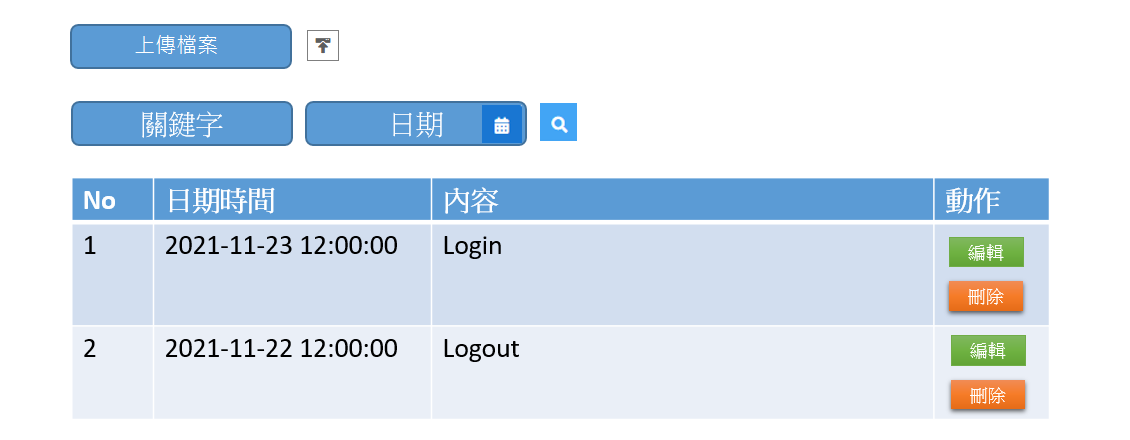 上傳檔案
關鍵字 日期
No 日期時間 內容 動作
1 2021-11-23 12:00:00 Login 編輯
刪除
2 2021-11-22 12:00:00 Logout 編輯
刪除